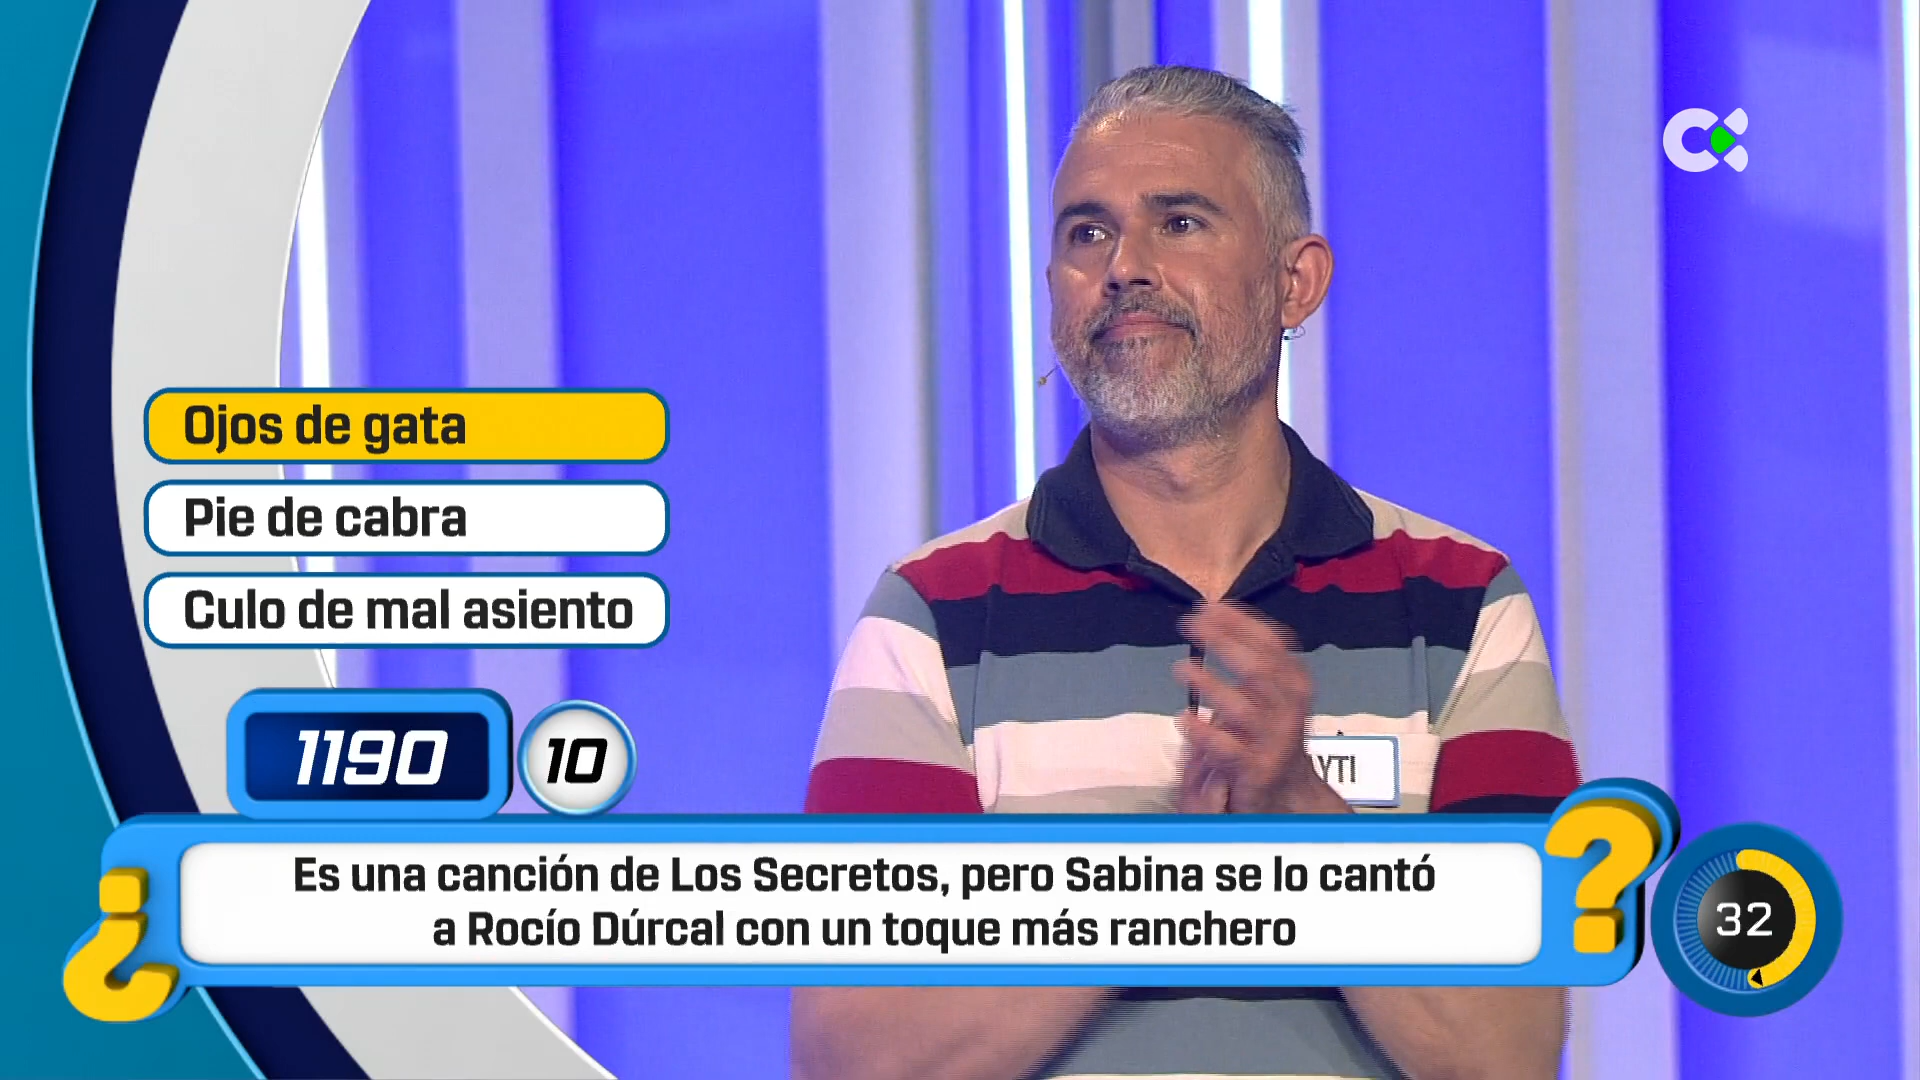 Ojos de gata
Pie de cabra
Culo de mal asiento
1190
10
YTI
Es una canción de Los Secretos, pero Sabina se lo cantó
a Rocío Dúrcal con un toque más ranchero
32